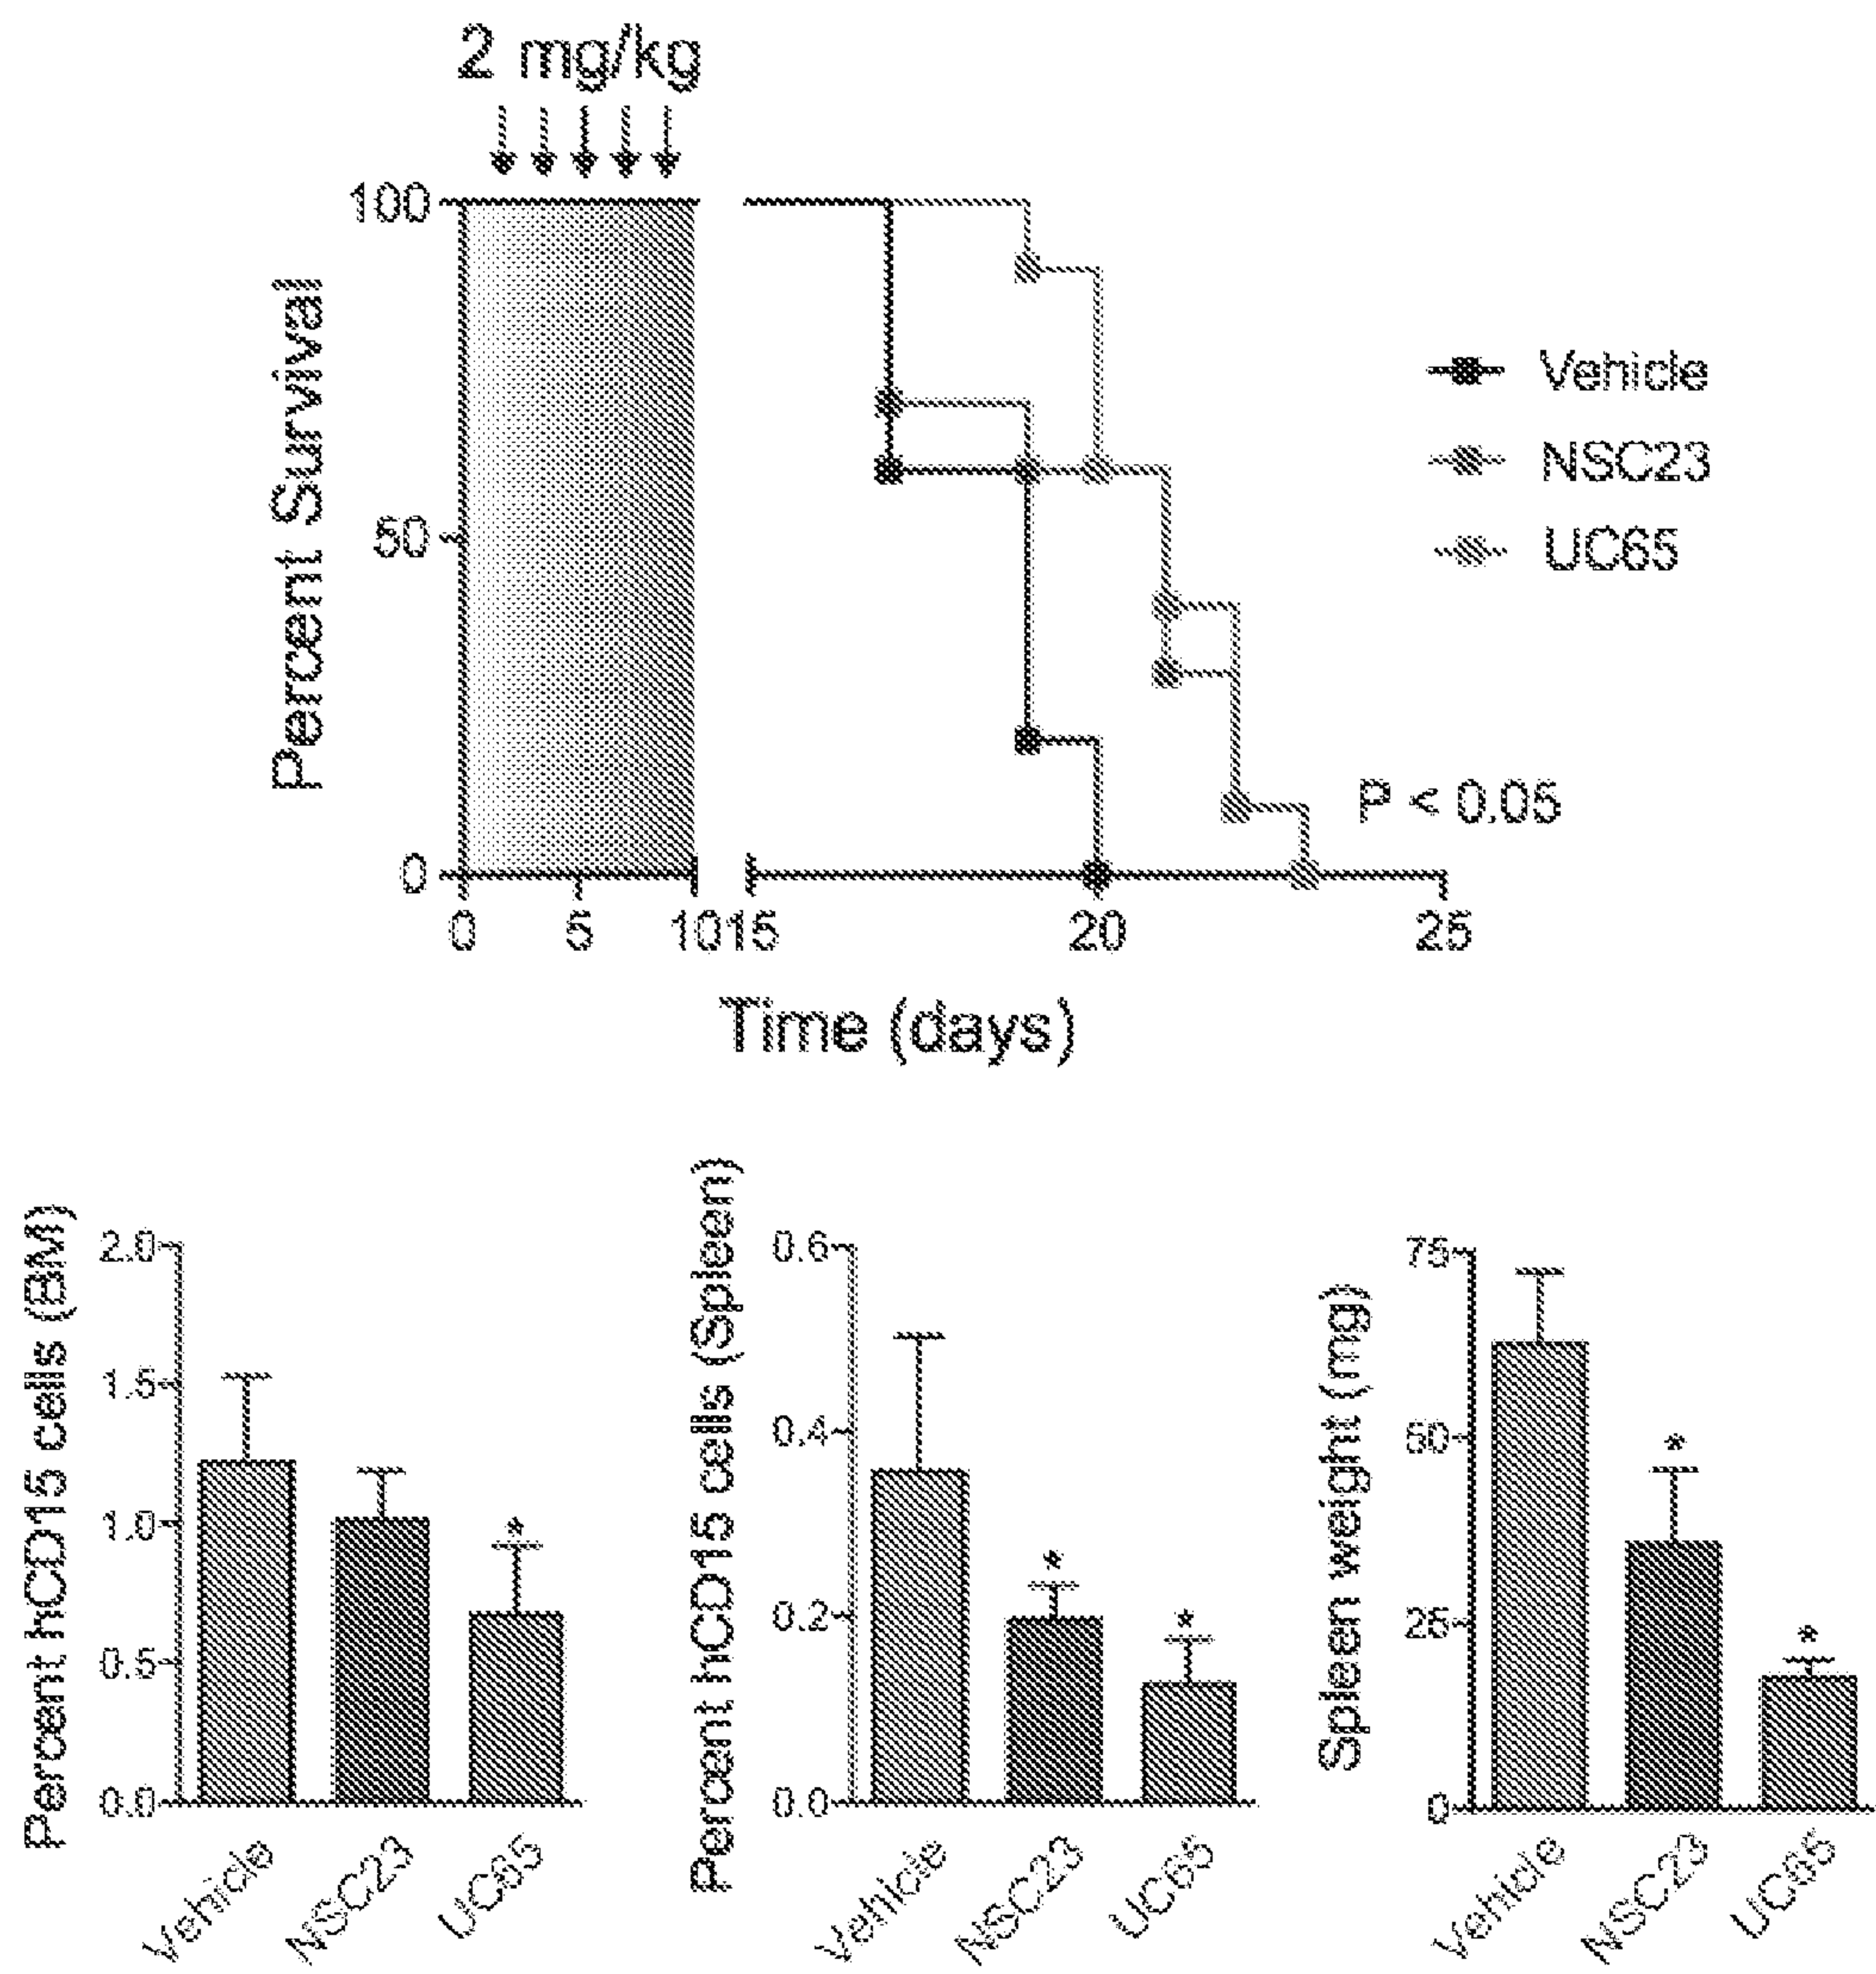 2 mg/kg
100
50
0
Percent Survival
0 5 10 15 20 25
Time (days)
Vehicle
NSC23
UC65
P < 0.05
Percent hCD15 cells (BM)
2.0
1.5
1.0
0.5
0.0
*
Vehicle NSC23 UC65
Percent hCD15 cells (Spleen)
0.6
0.4
0.2
0.0
* *
Vehicle NSC23 UC65
Spleen weight (mg)
75
50
25
0
* *
Vehicle NSC23 UC65